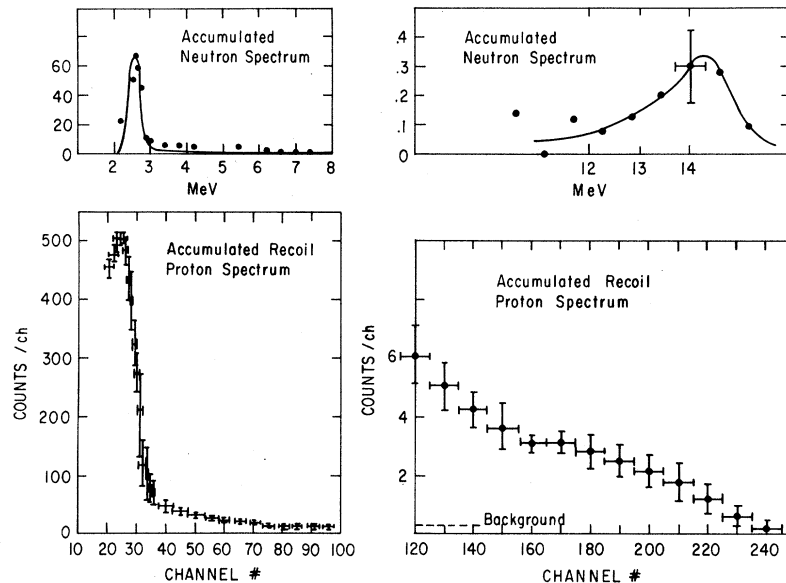 Accumulated
Neutron Spectrum
60
40
20
0
2 3 4 5 6 7 8
MeV
Accumulated
Neutron Spectrum
.4
.3
.2
.1
0
12 13 14
MeV
Accumulated Recoil
Proton Spectrum
COUNTS /ch
500
400
300
200
100
0
10 20 30 40 50 60 70 80 90 100
CHANNEL #
Accumulated Recoil
Proton Spectrum
COUNTS /ch
6
4
2
Background
120 140 160 180 200 220 240
CHANNEL #